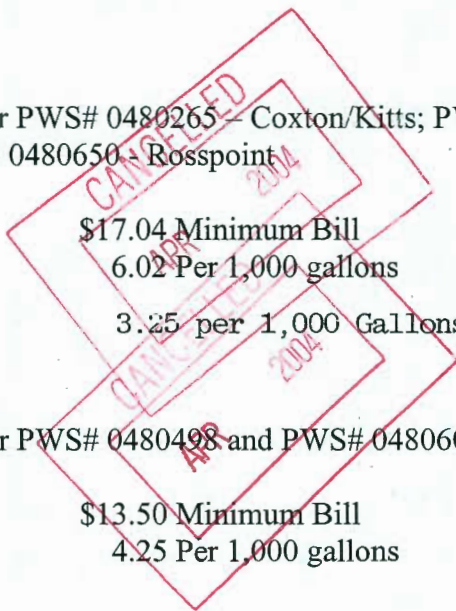 r PWS# 0480265 – Coxton/Kitts; PW
0480650 - Rosspoint
$17.04 Minimum Bill
6.02 Per 1,000 gallons
3.25 per 1,000 Gallons
r PWS# 0480498 and PWS# 048060
$13.50 Minimum Bill
4.25 Per 1,000 gallons
CANCELLED
APR 2004
CANCELLED
APR 2004